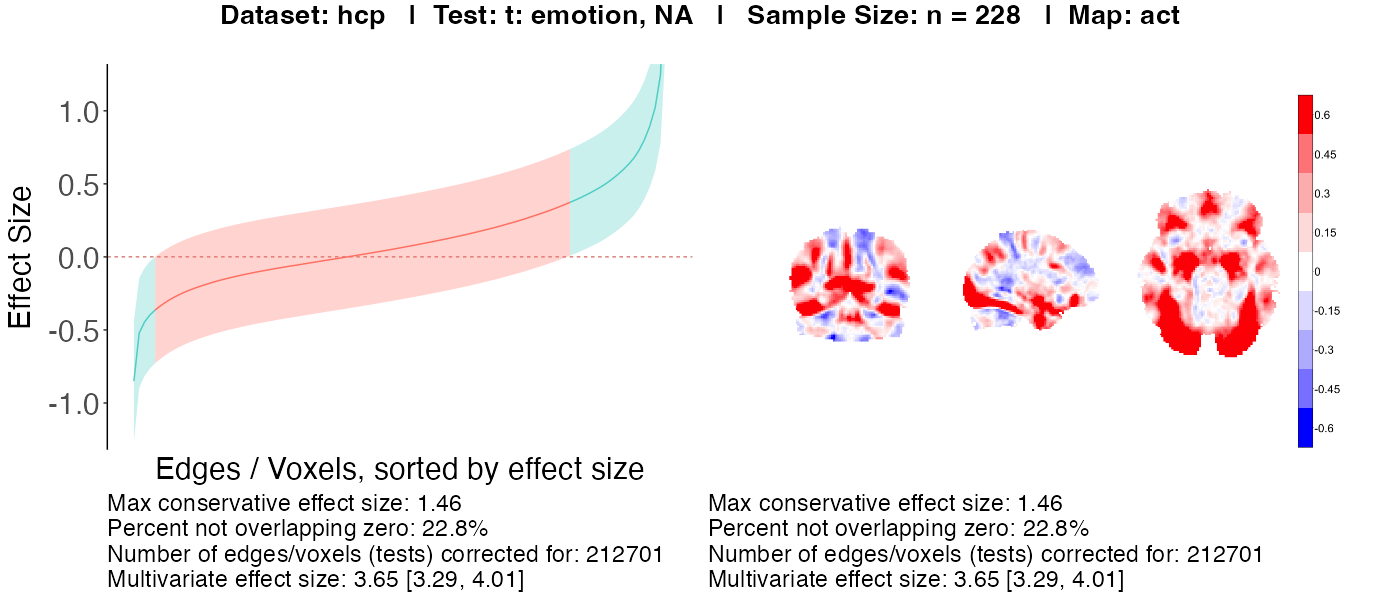 Dataset: hcp | Test: t: emotion, NA | Sample Size: n = 228 | Map: act
Effect Size
1.0
0.5
0.0
-0.5
-1.0
Edges / Voxels, sorted by effect size
Max conservative effect size: 1.46
Percent not overlapping zero: 22.8%
Number of edges/voxels (tests) corrected for: 212701
Multivariate effect size: 3.65 [3.29, 4.01]
0.6
0.45
0.3
0.15
0
-0.15
-0.3
-0.45
-0.6
Max conservative effect size: 1.46
Percent not overlapping zero: 22.8%
Number of edges/voxels (tests) corrected for: 212701
Multivariate effect size: 3.65 [3.29, 4.01]